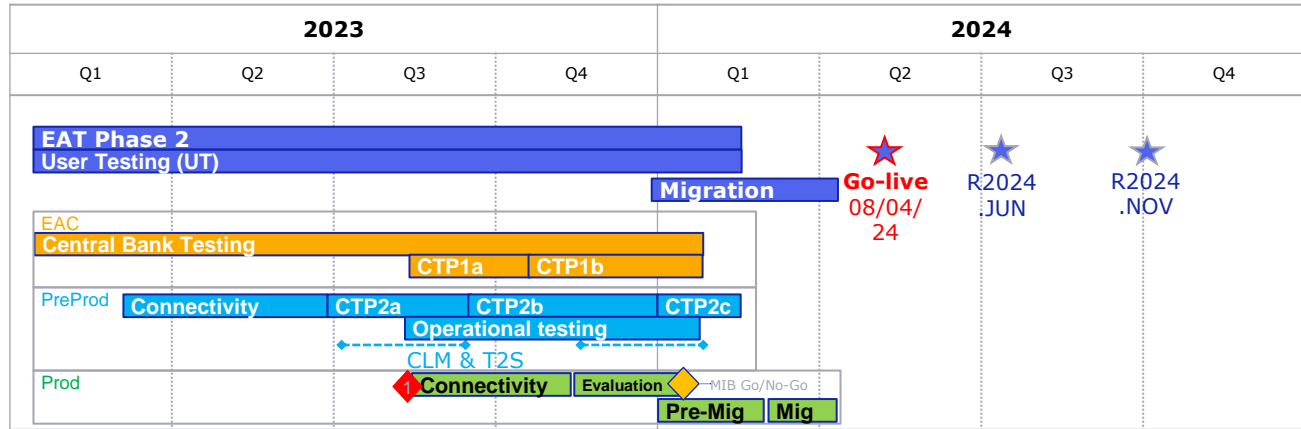 2023
2024
Q1
Q2
Q3
Q4
Q1
Q2
Q3
Q4
EAT Phase 2
User Testing (UT)
Migration
Go-live
08/04/
24
R2024
.JUN
R2024
.NOV
EAC
Central Bank Testing
CTP1a
CTP1b
PreProd
Connectivity
CTP2a
CTP2b
CTP2c
Operational testing
CLM & T2S
Prod
1
Connectivity
Evaluation
MIB Go/No-Go
Pre-Mig
Mig